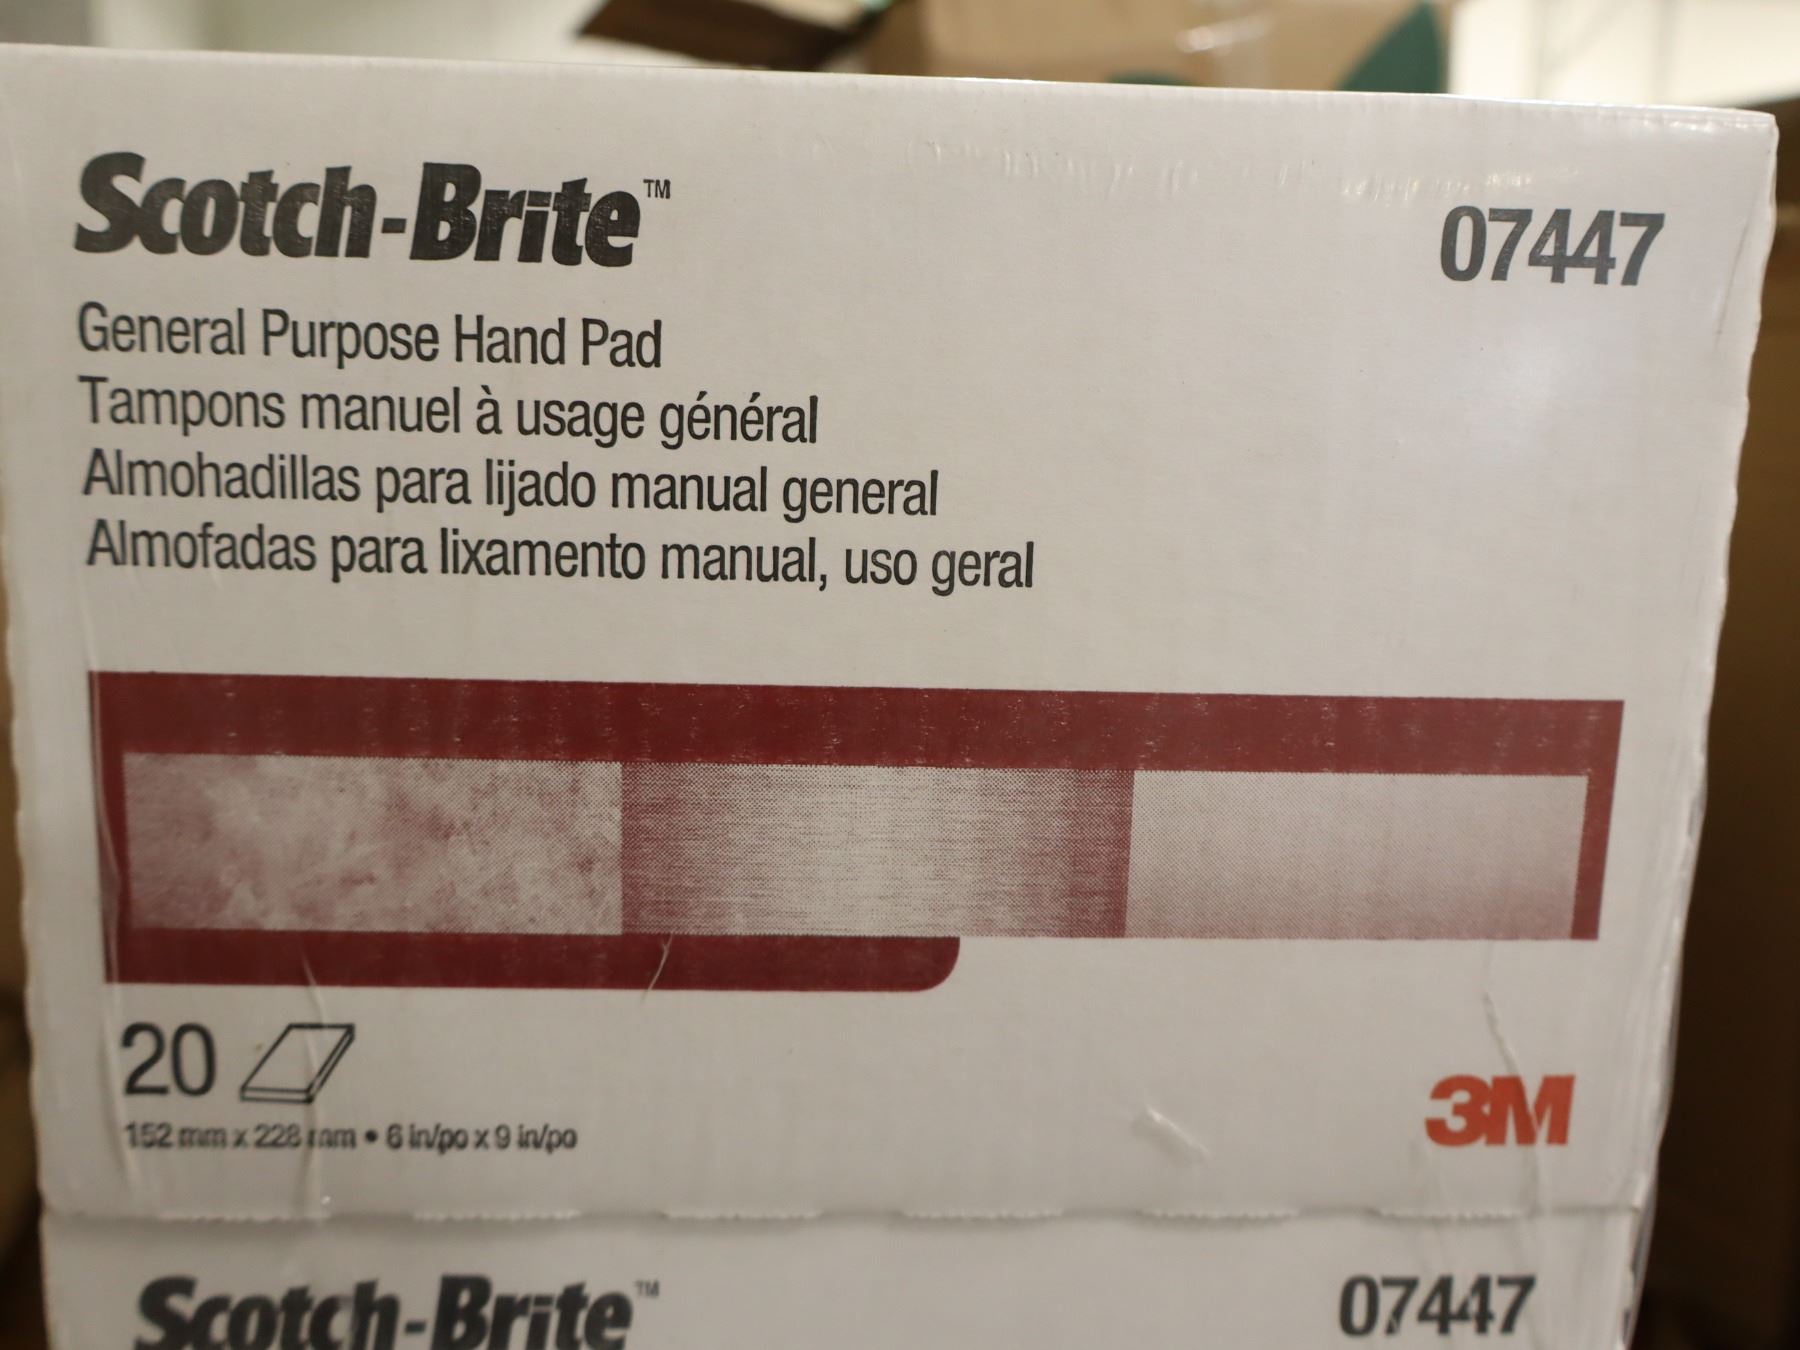 Scotch-Brite™
07447
General Purpose Hand Pad
Tampons manuel à usage général
Almohadillas para lijado manual general
Almofadas para lixamento manual, uso geral
20
152 mm x 228 mm • 6 in/po x 9 in/po
3M
Scotch-Brite™
07447